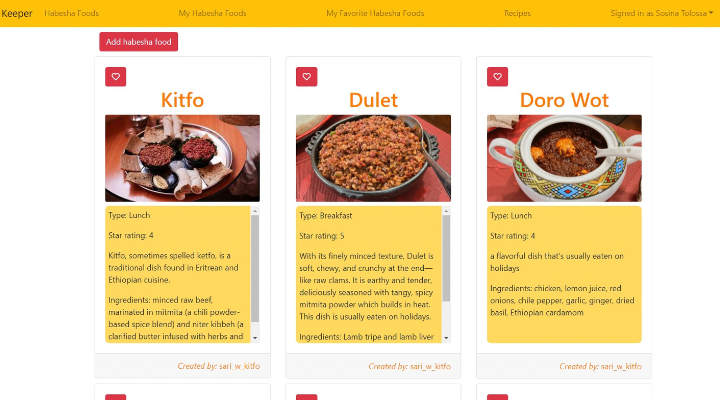 Keeper Habesha Foods My Habesha Foods My Favorite Habesha Foods Recipes Signed in as Sosina Tolossa
Add habesha food
Kitfo
Type: Lunch
Star rating: 4
Kitfo, sometimes spelled ketfo, is a
traditional dish found in Eritrean and
Ethiopian cuisine.
Ingredients: minced raw beef,
marinated in mitmita (a chili powder-
based spice blend) and niter kibbeh (a
clarified butter infused with herbs and
Created by: sari_w_kitfo
Dulet
Type: Breakfast
Star rating: 5
With its finely minced texture, Dulet is
soft, chewy, and crunchy at the end—
like raw clams. It is earthy and tender,
deliciously seasoned with tangy, spicy
mitmita powder which builds in heat.
This dish is usually eaten on holidays.
Ingredients: Lamb tripe and lamb liver
Created by: sari_w_kitfo
Doro Wot
Type: Lunch
Star rating: 4
a flavorful dish that's usually eaten on
holidays
Ingredients: chicken, lemon juice, red
onions, chile pepper, garlic, ginger, dried
basil, Ethiopian cardamom
Created by: sari_w_kitfo